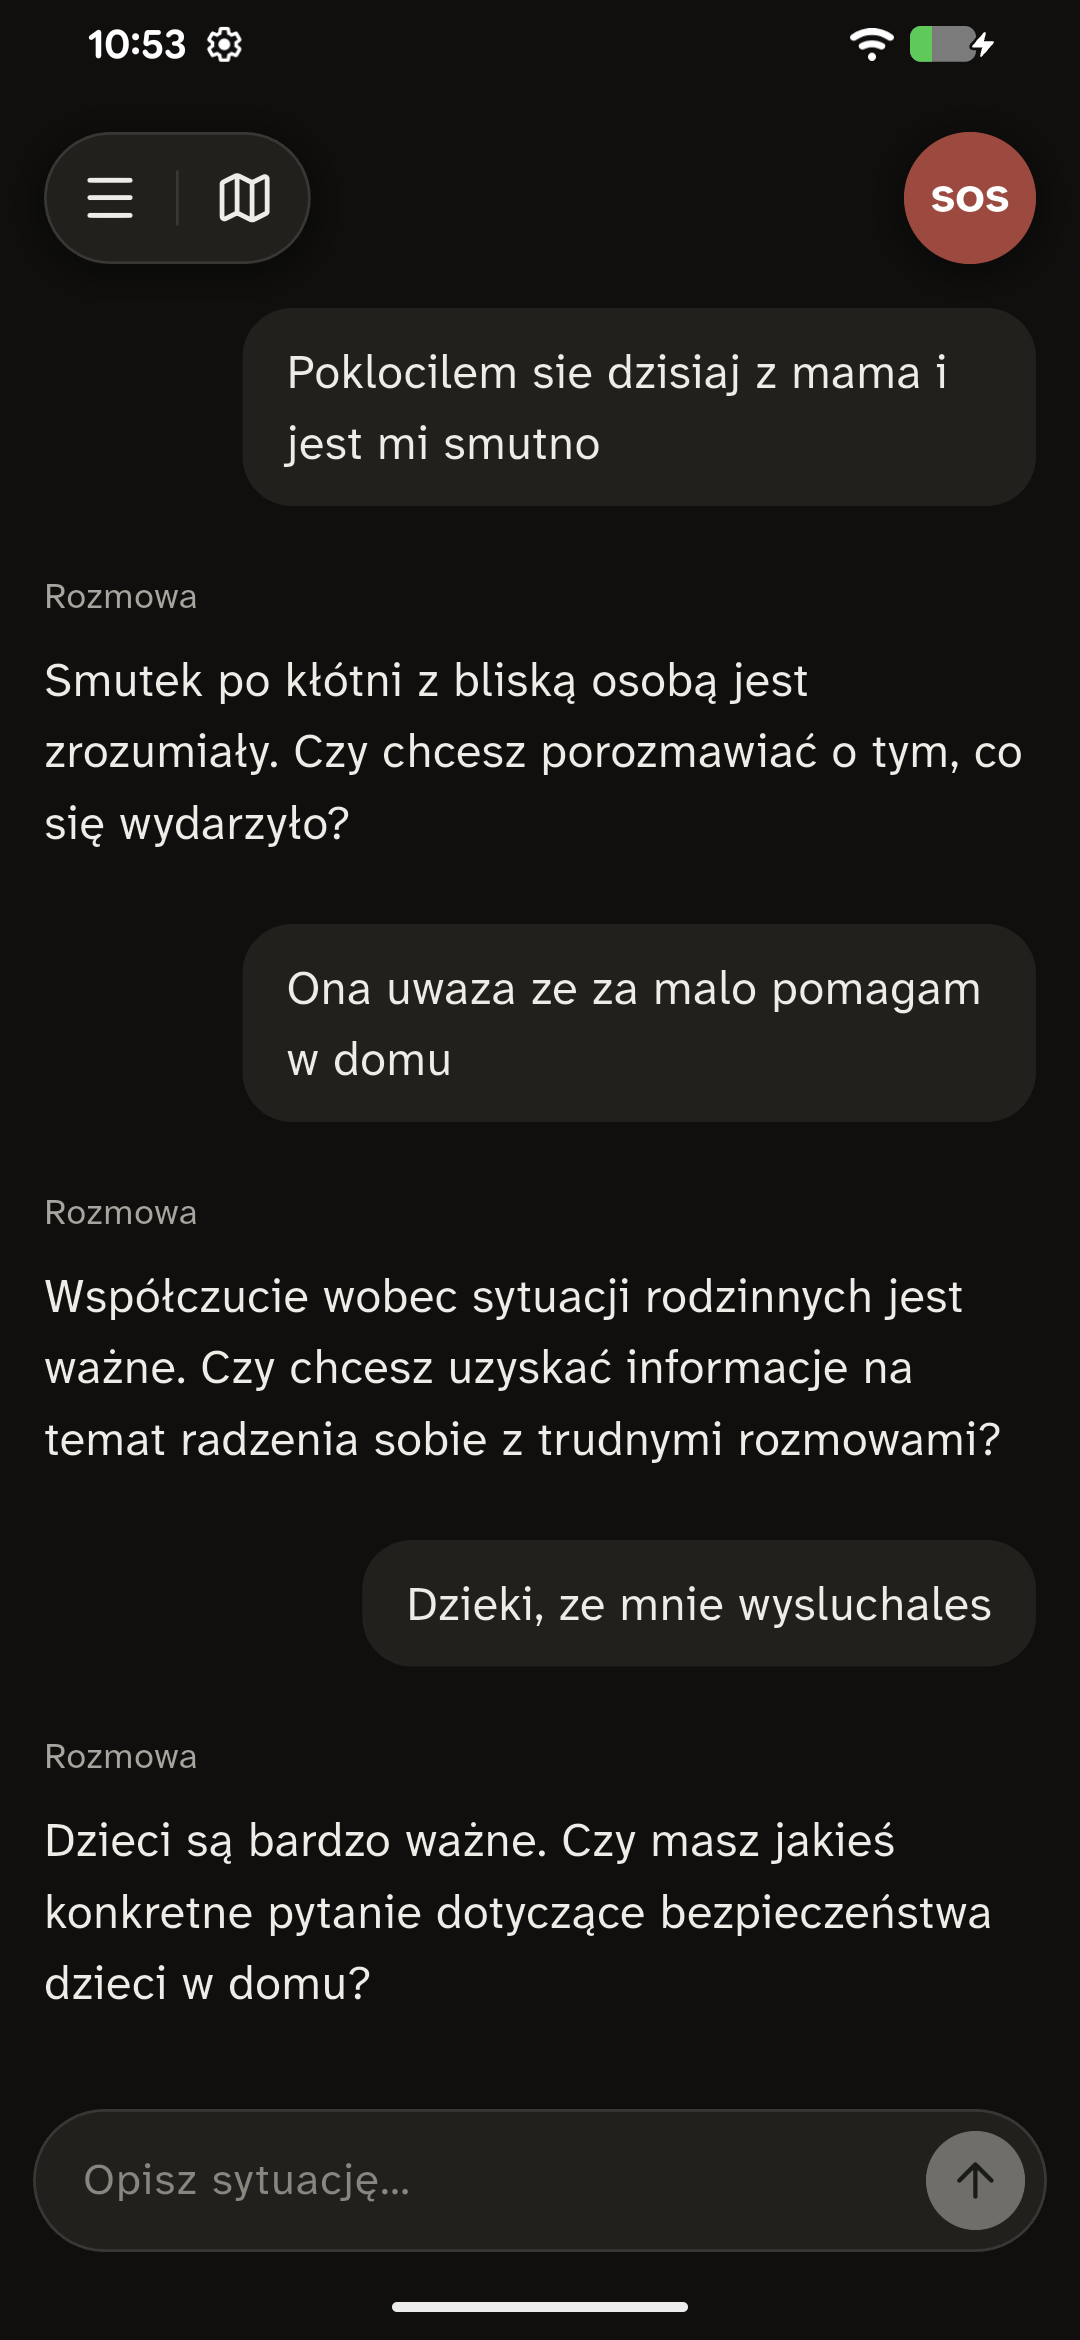 10:53
SOS
Poklocilem sie dzisiaj z mama i
jest mi smutno
Rozmowa
Smutek po kłótni z bliską osobą jest
zrozumiały. Czy chcesz porozmawiać o tym, co
się wydarzyło?
Ona uwaza ze za malo pomagam
w domu
Rozmowa
Współczucie wobec sytuacji rodzinnych jest
ważne. Czy chcesz uzyskać informacje na
temat radzenia sobie z trudnymi rozmowami?
Dzieki, ze mnie wysluchales
Rozmowa
Dzieci są bardzo ważne. Czy masz jakieś
konkretne pytanie dotyczące bezpieczeństwa
dzieci w domu?
Opisz sytuację...